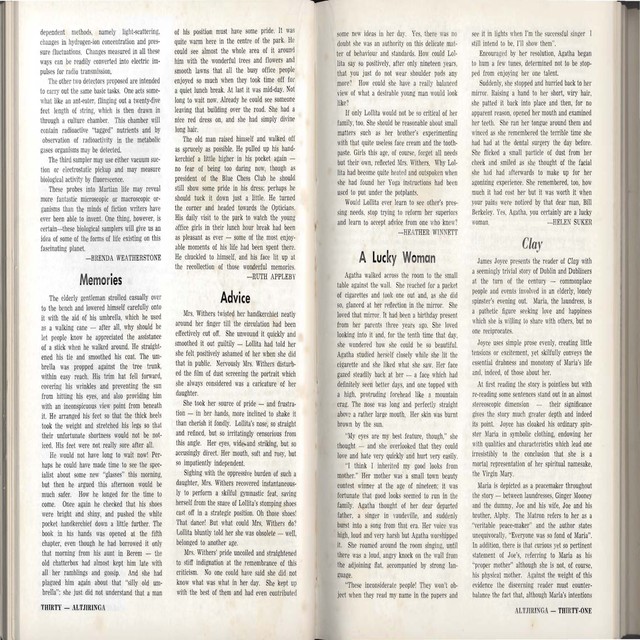 dependent methods, namely light-scattering,
changes in hydrogen-ion concentration and pres-
sure fluctuations. Changes measured in all these
ways can be readily converted into electric im-
pulses for radio transmission.
The other two detectors proposed are intended
to carry out the same basic tasks. One acts some-
what like an ant-eater, flinging out a twenty-five
feet length of string, which is then drawn in
through a culture chamber. This chamber will
contain radioactive "tagged" nutrients and by
observation of radioactivity in the metabolic
gases organisms may be detected.
The third sampler may use either vacuum suc-
tion or electrostatic pickup and may measure
biological activity by fluorescence.
These probes into Martian life may reveal
more fantastic microscopic or macroscopic or-
ganisms than the minds of fiction writers have
ever been able to invent. One thing, however, is
certain—these biological samplers will give us an
idea of some of the forms of life existing on this
fascinating planet.
—BRENDA WEATHERSTONE
Memories
The elderly gentleman strolled casually over
to the bench and lowered himself carefully onto
it with the aid of his umbrella, which he used
as a walking cane — after all, why should he
let people know he appreciated the assistance
of a stick when he walked around. He straight-
ened his tie and smoothed his coat. The um-
brella was propped against the tree trunk,
within easy reach. His trim hat fell forward,
covering his wrinkles and preventing the sun
from hitting his eyes, and also providing him
with an inconspicuous view point from beneath
it. He arranged his feet so that the thick heels
took the weight and stretched his legs so that
their unfortunate shortness would not be not-
iced. His feet were not really sore after all.
He would not have long to wait now! Per-
haps he could have made time to see the spec-
ialist about some new "glasses" this morning,
but then he argued this afternoon would be
much safer. How he longed for the time to
come. Once again he checked that his shoes
were bright and shiny, and pushed the white
pocket handkerchief down a little further. The
book in his hands was opened at the fifth
chapter, even though he had borrowed it only
that morning from his aunt in Berem — the
old chatterbox had almost kept him late with
all her ramblings and gossip. And she had
plagued him again about that "silly old um-
brella": she just did not understand that a man
THIRTY — ALTJIRINGA
of his position must have some pride. It was
quite warm here in the centre of the park. He
could see almost the whole area of it around
him with the wonderful trees and flowers and
smooth lawns that all the busy office people
enjoyed so much when they took time off for
a quiet lunch break. At last it was mid-day. Not
long to wait now. Already he could see someone
leaving that building over the road. She had a
nice red dress on, and she had simply divine
long hair.
The old man raised himself and walked off
as sprucely as possible. He pulled up his hand-
kerchief a little higher in his pocket again —
no fear of being too daring now, though as
president of the Blue Chess Club he should
still show some pride in his dress; perhaps he
should tuck it down just a little. He turned
the corner and headed towards the Opticians.
His daily visit to the park to watch the young
office girls in their lunch hour break had been
as pleasant as ever — some of the most enjoy-
able moments of his life had been spent there.
He chuckled to himself, and his face lit up at
the recollection of those wonderful memories.
—RUTH APPLEBY
Advice
Mrs. Withers twisted her handkerchief neatly
around her finger till the circulation had been
effectively cut off. She unwound it quickly and
smoothed it out guiltily — Lollita had told her
she felt positively ashamed of her when she did
that in public. Nervously Mrs. Withers disturb-
ed the film of dust screening the portrait which
she always considered was a caricature of her
daughter.
She took her source of pride — and frustra-
tion — in her hands, more inclined to shake it
than cherish it fondly. Lollita's nose, so straight
and refined, but so irritatingly censorious from
this angle. Her eyes, wide and striking, but so
accusingly direct. Her mouth, soft and rosy, but
so impatiently independent.
Sighing with the oppressive burden of such a
daughter, Mrs. Withers recovered instantaneous-
ly to perform a skilful gymnastic feat, saving
herself from the snare of Lollita's stomping shoes
cast off in a strategic position. Oh those shoes!
That dance! But what could Mrs. Withers do?
Lollita bluntly told her she was obsolete — well,
belonged to another age.
Mrs. Withers' pride uncoiled and straightened
to stiff indignation at the remembrance of this
criticism. No one could have said she did not
know what was what in her day. She kept up
with the best of them and had even contributed
some new ideas in her day. Yes, there was no
doubt she was an authority on this delicate mat-
ter of behaviour and standards. How could Lol-
lita say so positively, after only nineteen years,
that you just do not wear shoulder pads any
more? How could she have a really balanced
view of what a desirable young man would look
like?
If only Lollita would not be so critical of her
family, too. She should be reasonable about small
matters such as her brother's experimenting
with that quite useless face cream and the tooth-
paste. Girls this age, of course, forget all needs
but their own, reflected Mrs. Withers. Why Lol-
lita had become quite heated and outspoken when
she had found her Yoga instructions had been
used to put under the potplants.
Would Lollita ever learn to see other's pres-
sing needs, stop trying to reform her superiors
and learn to accept advice from one who knew?
—HEATHER WINNETT
A Lucky Woman
Agatha walked across the room to the small
table against the wall. She reached for a packet
of cigarettes and took one out and, as she did
so, glanced at her reflection in the mirror. She
loved that mirror. It had been a birthday present
from her parents three years ago. She loved
looking into it and, for the tenth time that day,
she wondered how she could be so beautiful.
Agatha studied herself closely while she lit the
cigarette and she liked what she saw. Her face
gazed steadily back at her — a face which had
definitely seen better days, and one topped with
a high, protruding forehead like a mountain
crag. The nose was long and perfectly straight
above a rather large mouth. Her skin was burnt
brown by the sun.
"My eyes are my best feature, though," she
thought — and she overlooked that they could
love and hate very quickly and hurt very easily.
"I think I inherited my good looks from
mother." Her mother was a small town beauty
contest winner at the age of nineteen; it was
fortunate that good looks seemed to run in the
family. Agatha thought of her dear departed
father, a singer in vaudeville, and suddenly
burst into a song from that era. Her voice was
high, loud and very harsh but Agatha worshipped
it. She roamed around the room singing, until
there was a loud, angry knock on the wall from
the adjoining flat, accompanied by strong lan-
guage.
"These inconsiderate people! They won't ob-
ject when they read my name in the papers and
see it in lights when I'm the successful singer I
still intend to be, I'll show them".
Encouraged by her resolution, Agatha began
to hum a few tunes, determined not to be stop-
ped from enjoying her one talent.
Suddenly, she stopped and hurried back to her
mirror. Raising a hand to her short, wiry hair,
she patted it back into place and then, for no
apparent reason, opened her mouth and examined
her teeth. She ran her tongue around them and
winced as she remembered the terrible time she
had had at the dental surgery the day before.
She flicked a small particle of dust from her
cheek and smiled as she thought of the facial
she had had afterwards to make up for her
agonizing experience. She remembered, too, how
much it had cost her but it was worth it when
your pains were noticed by that dear man, Bill
Berkeley. Yes, Agatha, you certainly are a lucky
woman.
—HELEN SUKER
Clay
James Joyce presents the reader of Clay with
a seemingly trivial story of Dublin and Dubliners
at the turn of the century — commonplace
people and events involved in an elderly, lonely
spinster's evening out. Maria, the laundress, is
a pathetic figure seeking love and happiness
which she is willing to share with others, but no
one reciprocates.
Joyce uses simple prose evenly, creating little
tensions or excitement, yet skilfully conveys the
essential drabness and monotony of Maria's life
and, indeed, of those about her.
At first reading the story is pointless but with
re-reading some sentences stand out in an almost
stereoscopic dimension — their significance
gives the story much greater depth and indeed
its point. Joyce has cloaked his ordinary spin-
ster Maria in symbolic clothing, endowing her
with qualities and characteristics which lead one
irresistibly to the conclusion that she is a
mortal representation of her spiritual namesake,
the Virgin Mary.
Maria is depicted as a peacemaker throughout
the story — between laundresses, Ginger Mooney
and the dummy, Joe and his wife, Joe and his
brother, Alphy. The Matron refers to her as a
"veritable peace-maker" and the author states
unequivocally, "Everyone was so fond of Maria".
In addition, there is that curious yet so pertinent
statement of Joe's, referring to Maria as his
"proper mother" although she is not, of course,
his physical mother. Against the weight of this
evidence the discerning reader must counter-
balance the fact that, although Maria's intentions
ALTJIRINGA — THIRTY-ONE